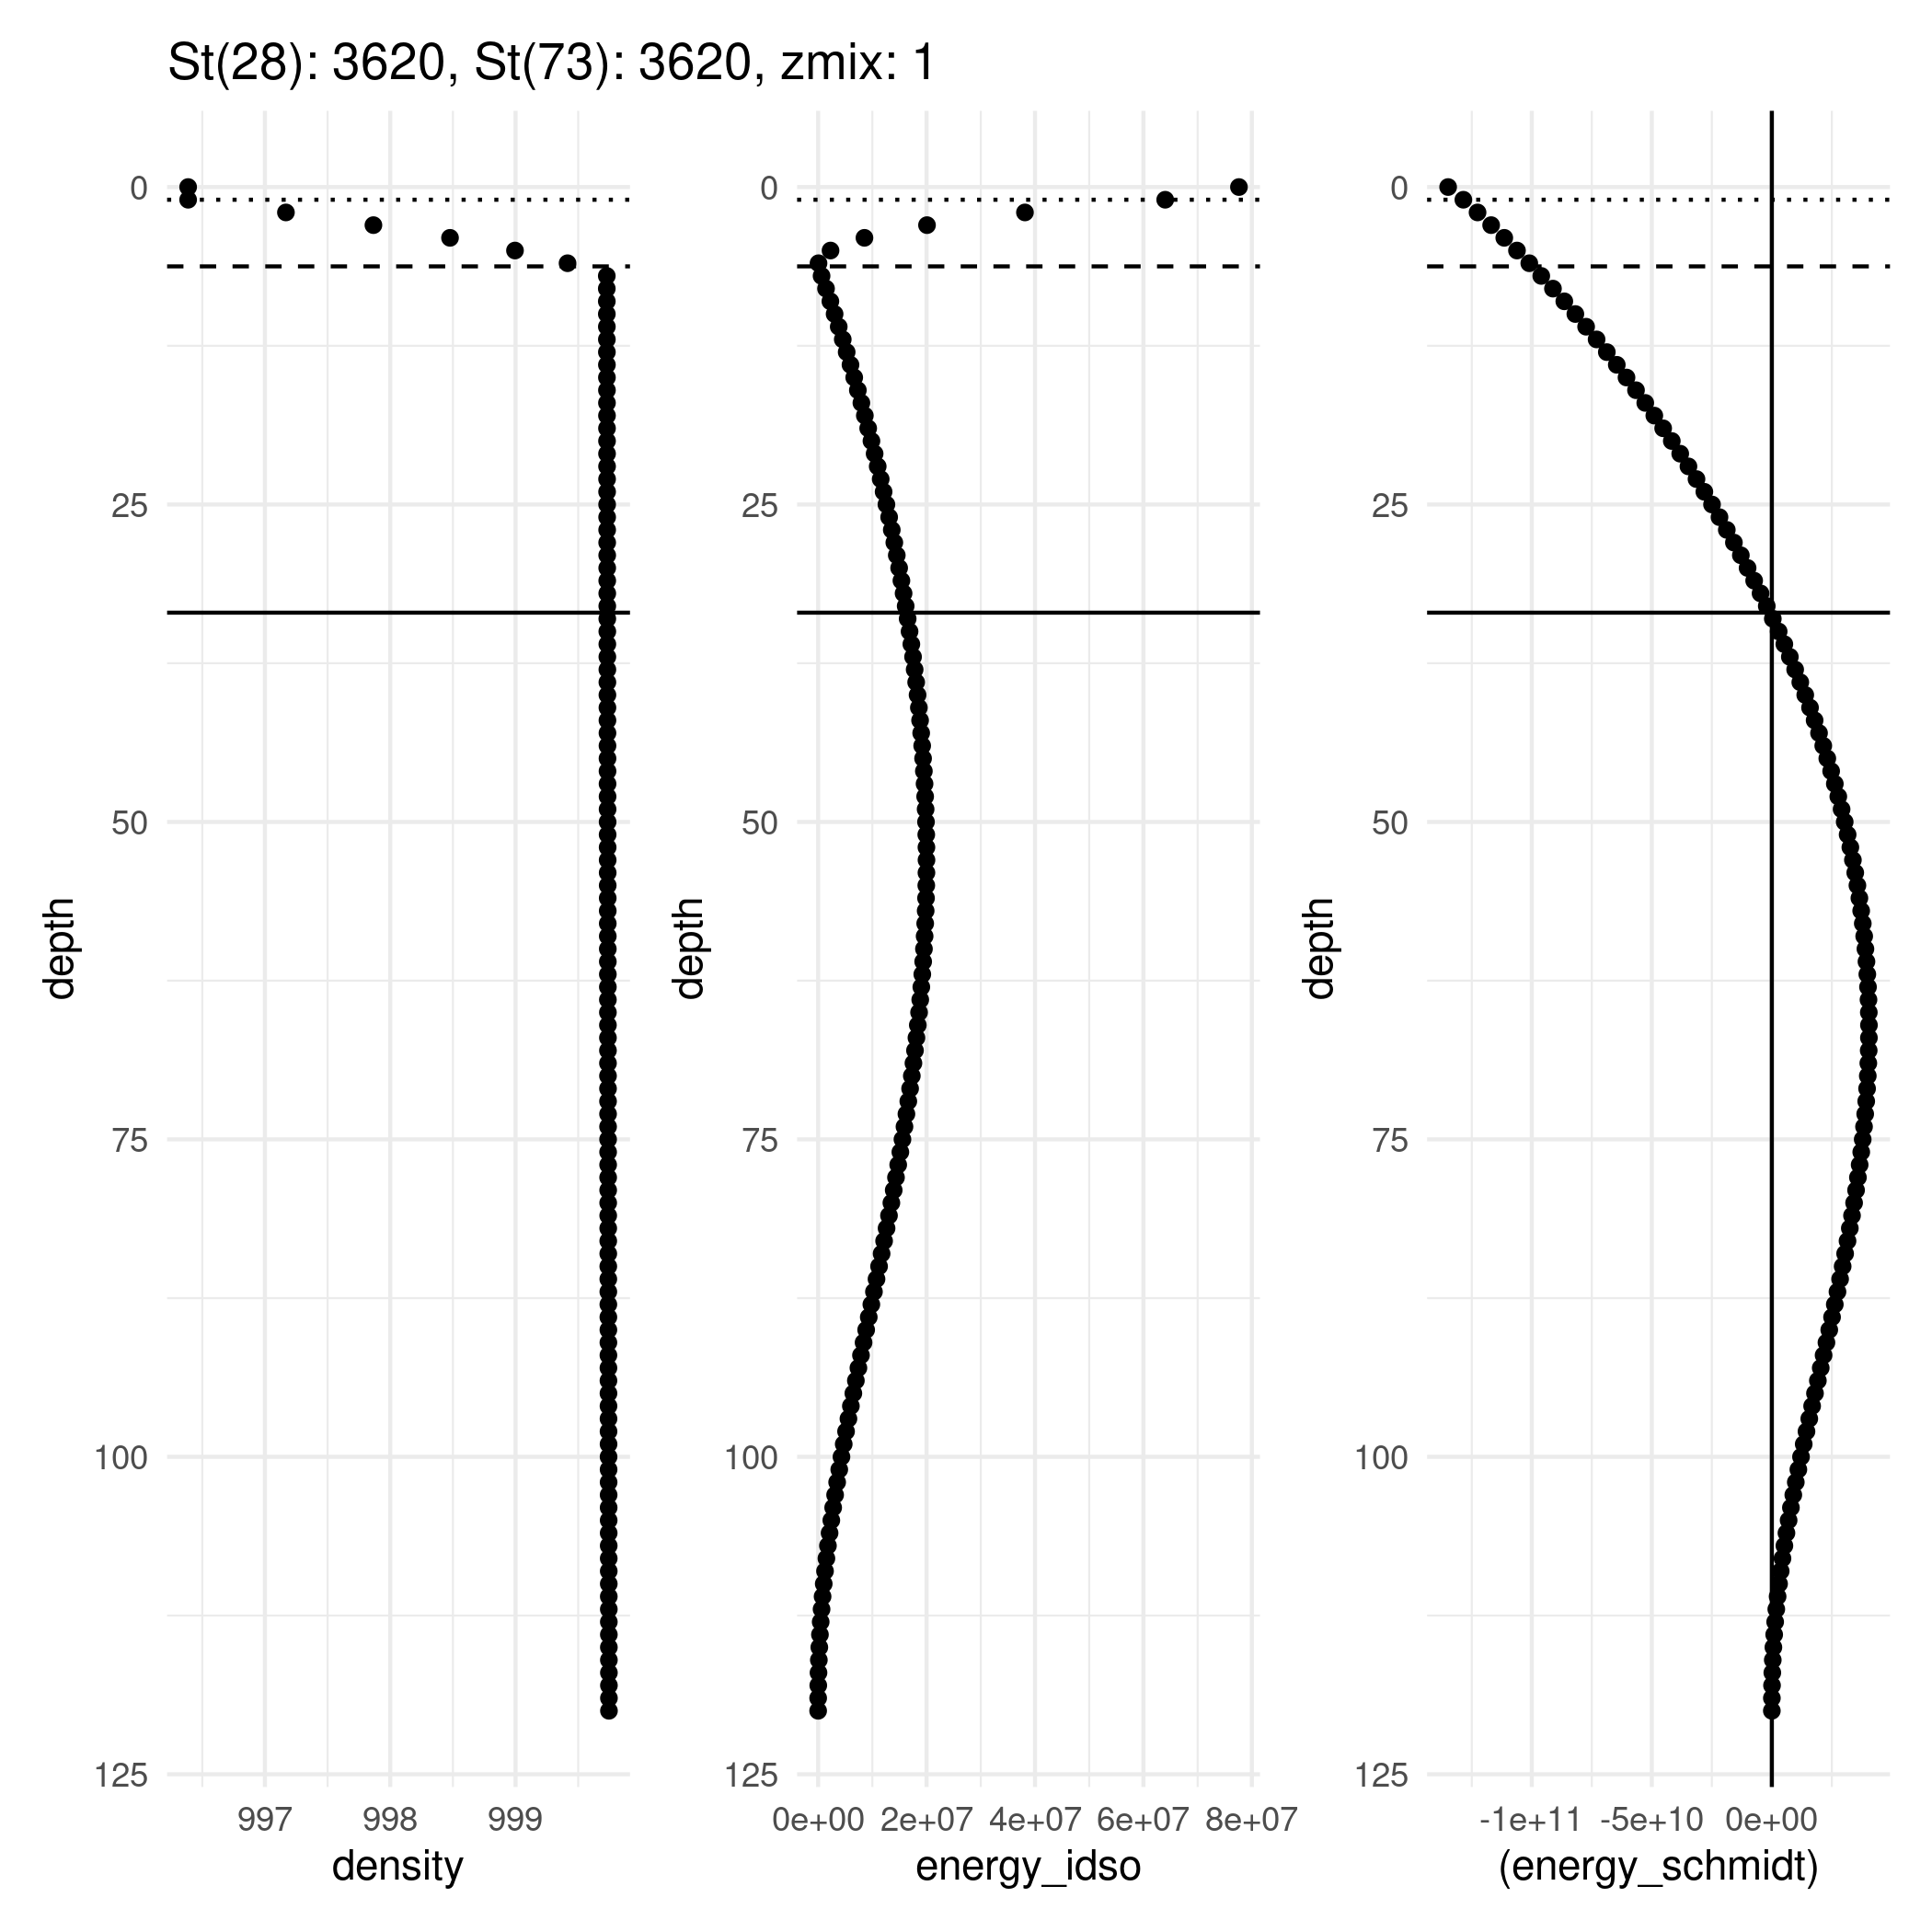 St(28): 3620, St(73): 3620, zmix: 1
0
25
50
75
100
125
depth
997 998 999
density
0
25
50
75
100
125
depth
0e+00 2e+07 4e+07 6e+07 8e+07
energy_idso
0
25
50
75
100
125
depth
-1e+11 -5e+10 0e+00
(energy_schmidt)